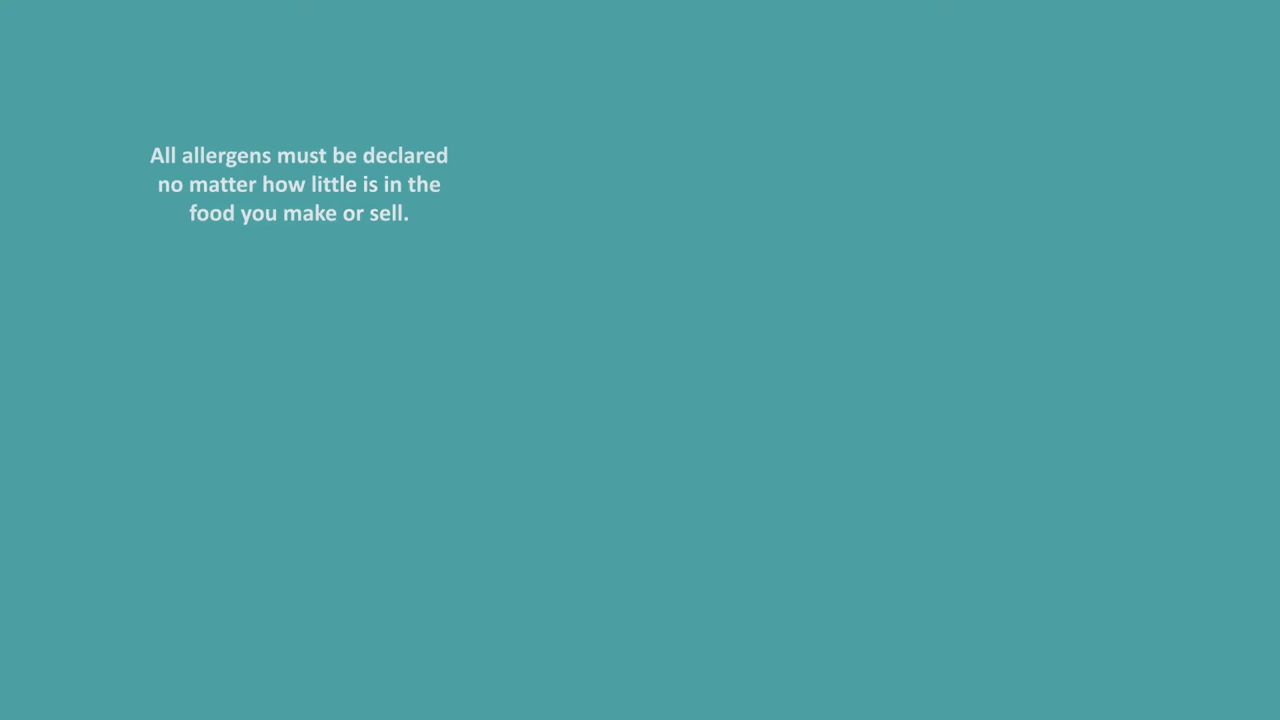 All allergens must be declared
no matter how little is in the
food you make or sell.